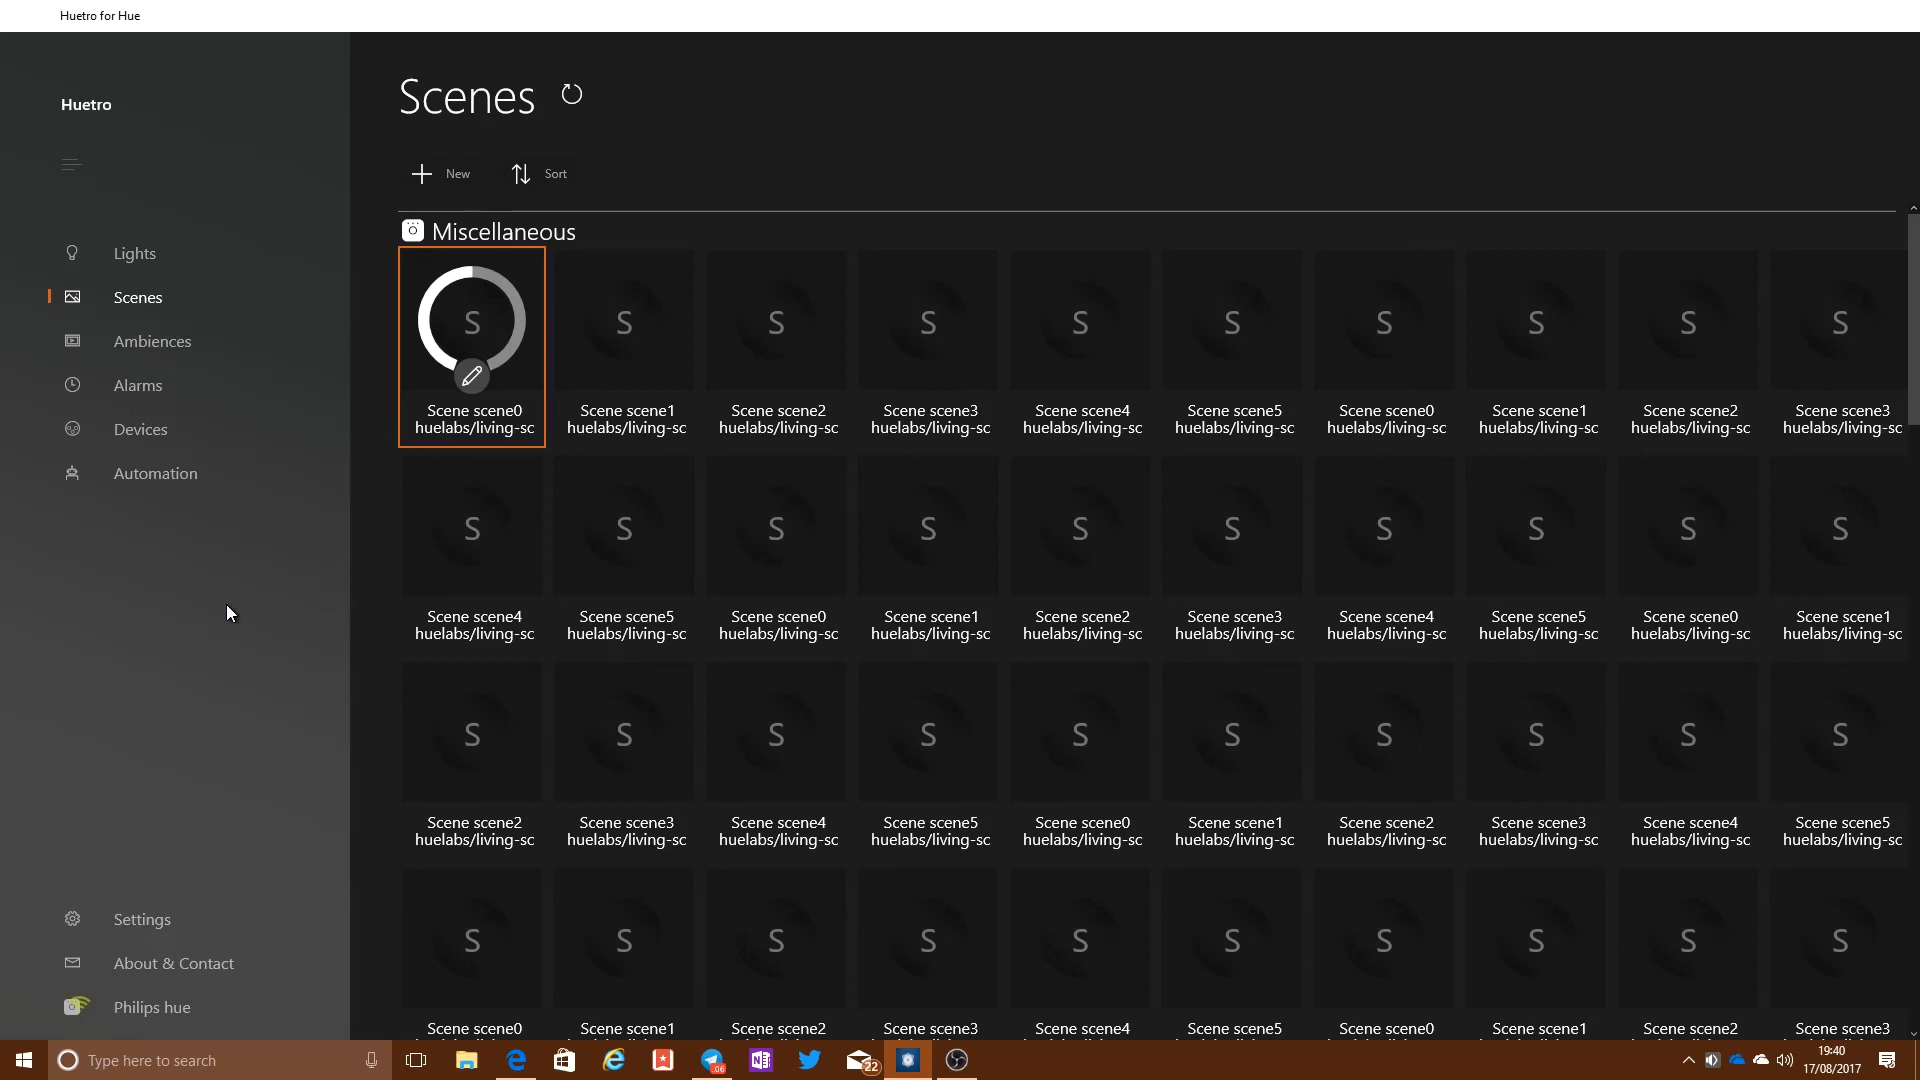 Huetro for Hue
Huetro
Lights
Scenes
Ambiences
Alarms
Devices
Automation
Settings
About & Contact
Philips hue
Scenes
New Sort
Miscellaneous
S S S S S S S S S S
Scene scene0 Scene scene1 Scene scene2 Scene scene3 Scene scene4 Scene scene5 Scene scene0 Scene scene1 Scene scene2 Scene scene3
huelabs/living-sc huelabs/living-sc huelabs/living-sc huelabs/living-sc huelabs/living-sc huelabs/living-sc huelabs/living-sc huelabs/living-sc huelabs/living-sc huelabs/living-sc
S S S S S S S S S S
Scene scene4 Scene scene5 Scene scene0 Scene scene1 Scene scene2 Scene scene3 Scene scene4 Scene scene5 Scene scene0 Scene scene1
huelabs/living-sc huelabs/living-sc huelabs/living-sc huelabs/living-sc huelabs/living-sc huelabs/living-sc huelabs/living-sc huelabs/living-sc huelabs/living-sc huelabs/living-sc
S S S S S S S S S S
Scene scene2 Scene scene3 Scene scene4 Scene scene5 Scene scene0 Scene scene1 Scene scene2 Scene scene3 Scene scene4 Scene scene5
huelabs/living-sc huelabs/living-sc huelabs/living-sc huelabs/living-sc huelabs/living-sc huelabs/living-sc huelabs/living-sc huelabs/living-sc huelabs/living-sc huelabs/living-sc
S S S S S S S S S S
Scene scene0 Scene scene1 Scene scene2 Scene scene3 Scene scene4 Scene scene5 Scene scene0 Scene scene1 Scene scene2 Scene scene3
Type here to search
22
19:40
17/08/2017